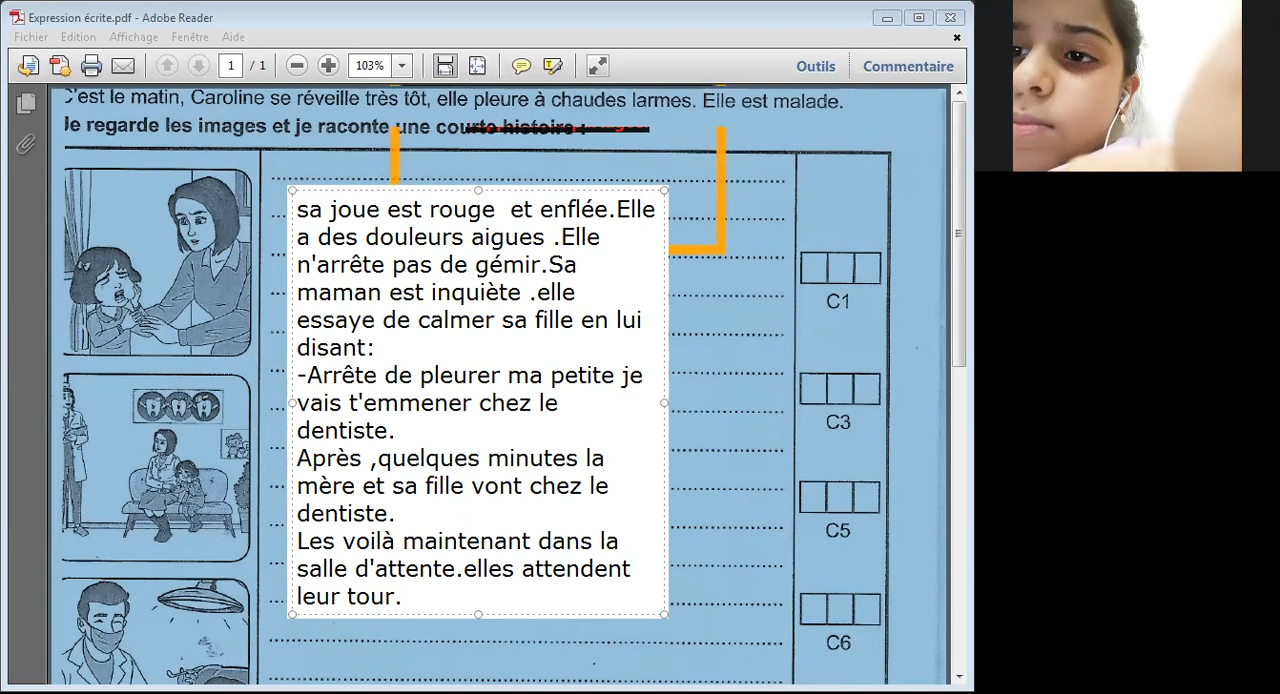 Expression écrite.pdf - Adobe Reader
Fichier Edition Affichage Fenêtre Aide
1 / 1 103% Outils Commentaire
C'est le matin, Caroline se réveille très tôt, elle pleure à chaudes larmes. Elle est malade.
Je regarde les images et je raconte une courte histoire :
sa joue est rouge et enflée.Elle
a des douleurs aigues .Elle
n'arrête pas de gémir.Sa
maman est inquiète .elle
essaye de calmer sa fille en lui
disant:
-Arrête de pleurer ma petite je
vais t'emmener chez le
dentiste.
Après ,quelques minutes la
mère et sa fille vont chez le
dentiste.
Les voilà maintenant dans la
salle d'attente.elles attendent
leur tour.
C1
C3
C5
C6